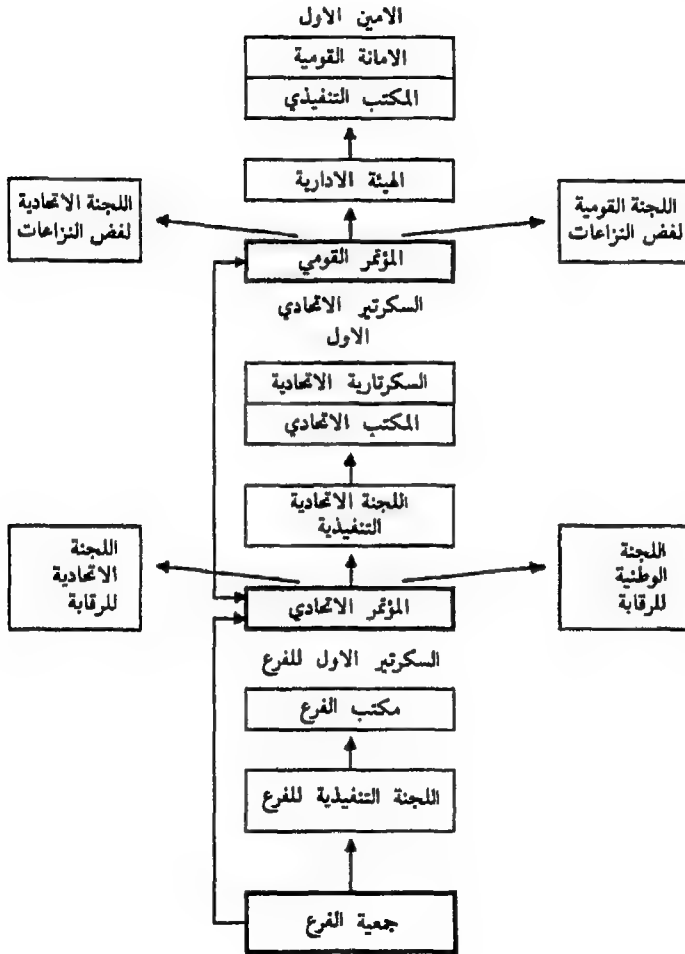 الامين الاول
الامانة القومية
المكتب التنفيذي
الهيئة الادارية
اللجنة القومية
لفض النزاعات
اللجنة الاتحادية
لفض النزاعات
المؤتمر القومي
السكرتير الاتحادي
الاول
السكرتارية الاتحادية
المكتب الاتحادي
اللجنة الاتحادية
التنفيذية
اللجنة
الوطنية
للرقابة
اللجنة
الاتحادية
للرقابة
المؤتمر الاتحادي
السكرتير الاول للفرع
مكتب الفرع
اللجنة التنفيذية للفرع
جمعية الفرع